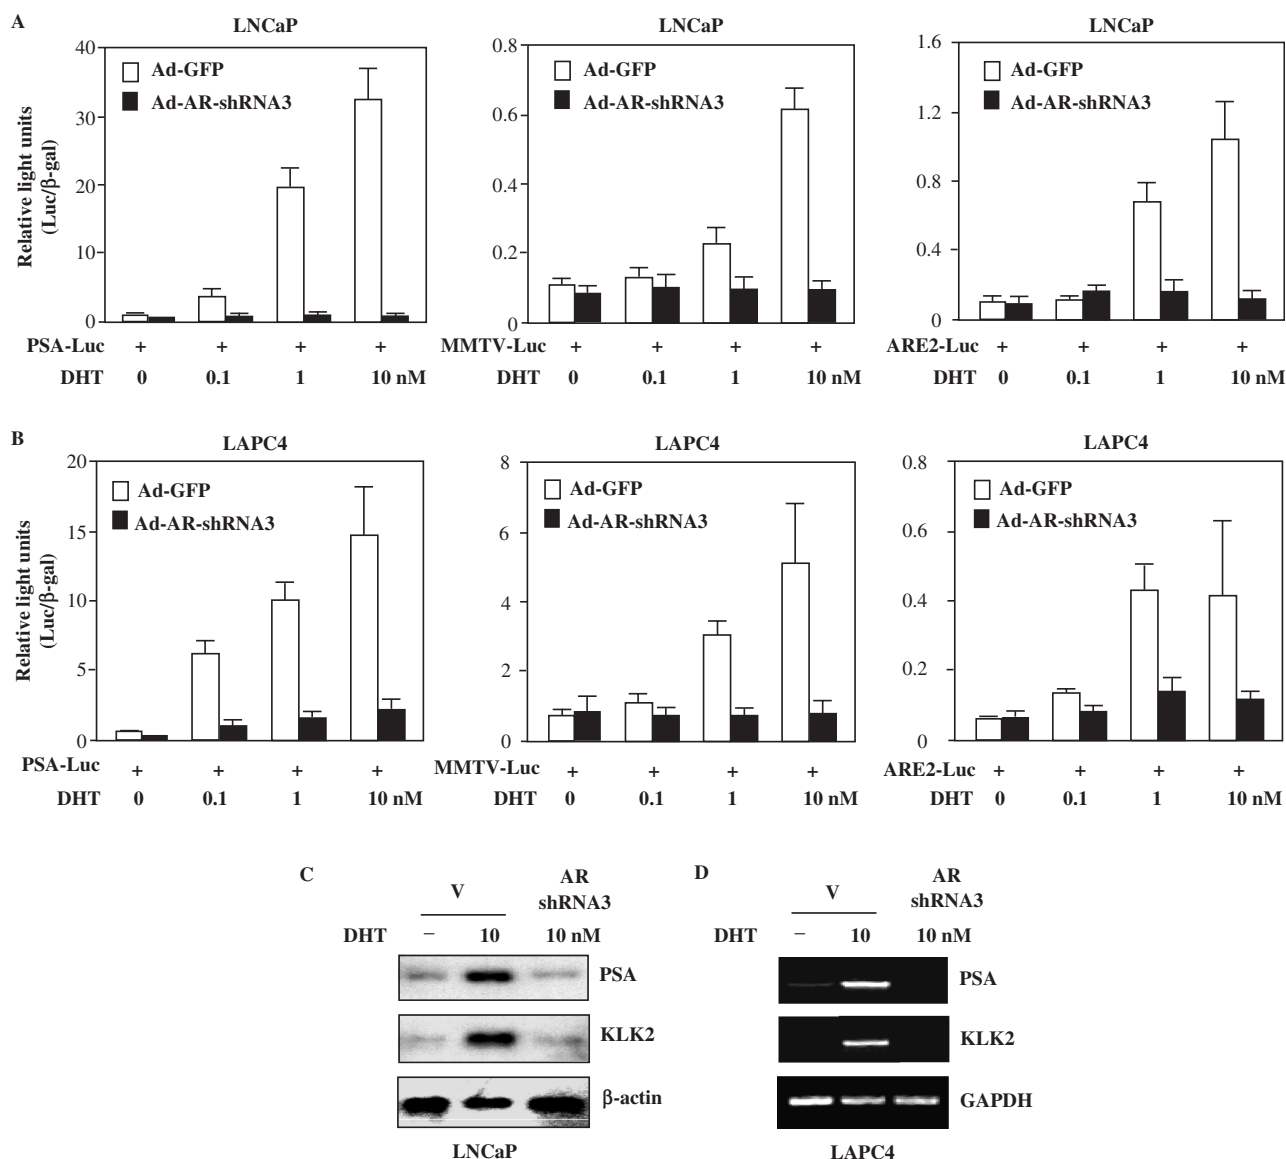 A
LNCaP
40
30
20
10
0
Relative light units
(Luc/β-gal)
Ad-GFP
Ad-AR-shRNA3
PSA-Luc + + + +
DHT 0 0.1 1 10 nM
LNCaP
0.8
0.6
0.4
0.2
0
Ad-GFP
Ad-AR-shRNA3
MMTV-Luc + + + +
DHT 0 0.1 1 10 nM
LNCaP
1.6
1.2
0.8
0.4
0
Ad-GFP
Ad-AR-shRNA3
ARE2-Luc + + + +
DHT 0 0.1 1 10 nM
B
LAPC4
20
15
10
5
0
Relative light units
(Luc/β-gal)
Ad-GFP
Ad-AR-shRNA3
PSA-Luc + + + +
DHT 0 0.1 1 10 nM
LAPC4
8
6
4
2
0
Ad-GFP
Ad-AR-shRNA3
MMTV-Luc + + + +
DHT 0 0.1 1 10 nM
LAPC4
0.8
0.6
0.4
0.2
0
Ad-GFP
Ad-AR-shRNA3
ARE2-Luc + + + +
DHT 0 0.1 1 10 nM
C
V
AR
shRNA3
DHT − 10 10 nM
PSA
KLK2
β-actin
LNCaP
D
V
AR
shRNA3
DHT − 10 10 nM
PSA
KLK2
GAPDH
LAPC4